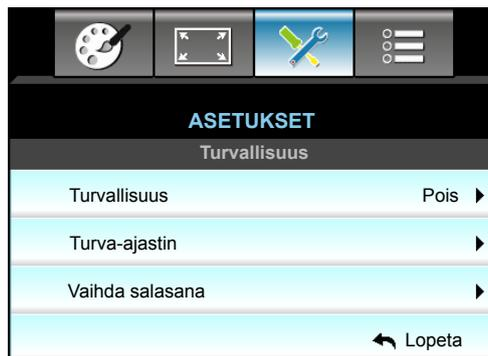 ASETUKSET
Turvallisuus
Turvallisuus Pois
Turva-ajastin
Vaihda salasana
Lopeta